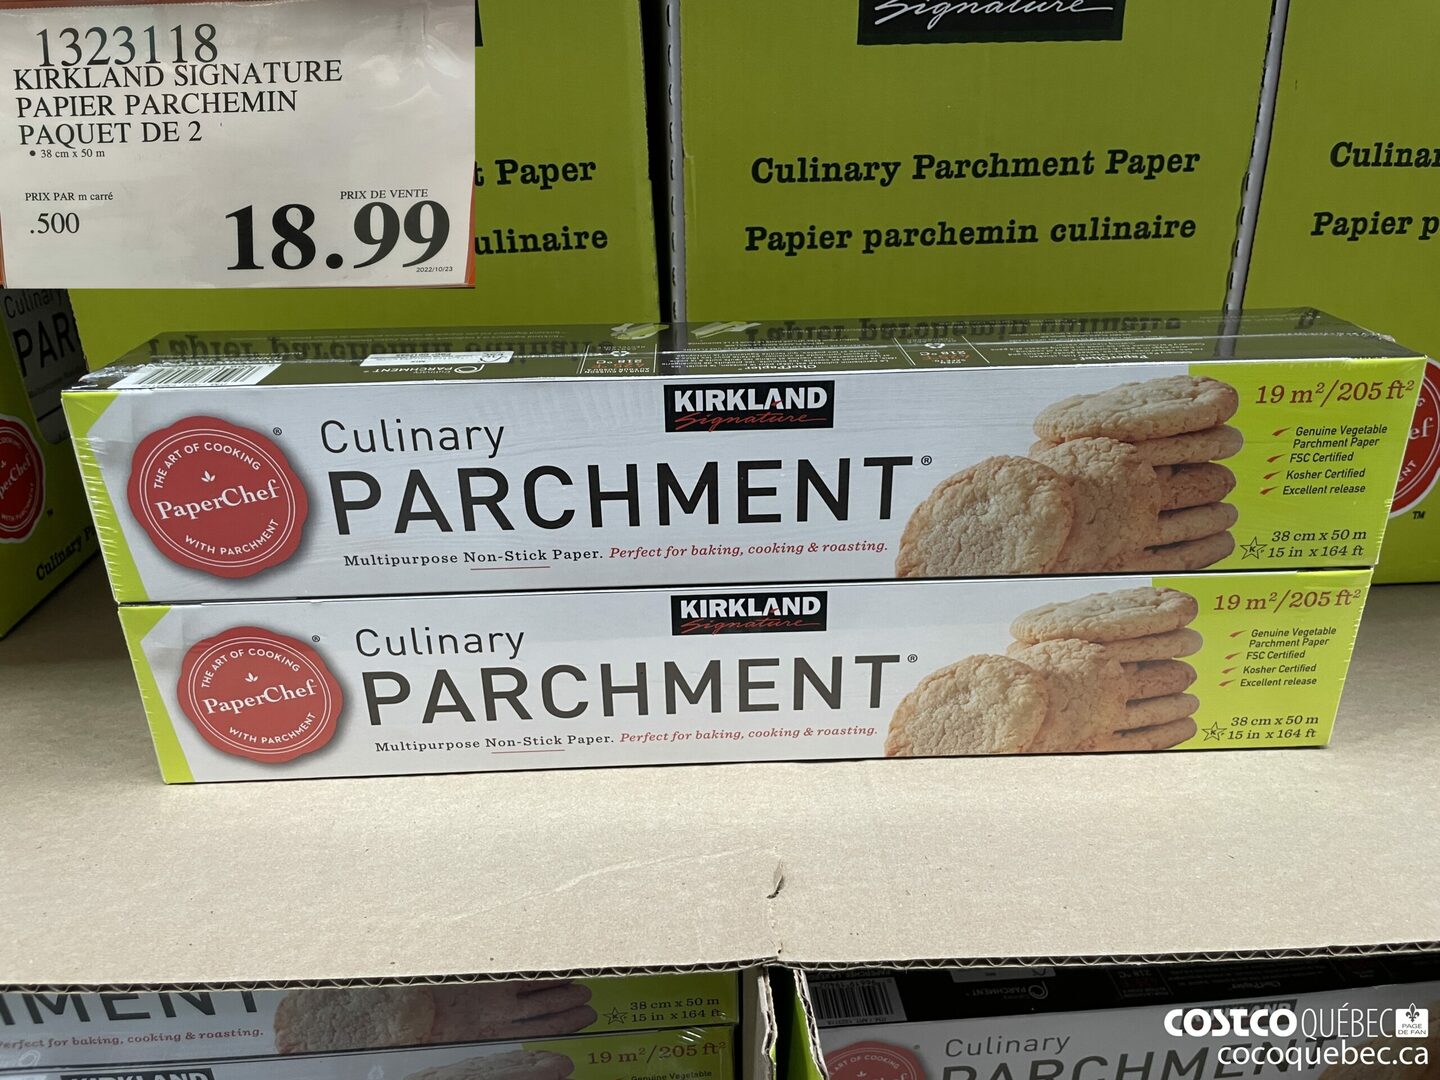 1323118
KIRKLAND SIGNATURE
PAPIER PARCHEMIN
PAQUET DE 2
• 38 cm x 50 m
PRIX PAR m carré
.500
PRIX DE VENTE
18.99
2022/10/23
Signature
t Paper
ulinaire
Culinary Parchment Paper
Papier parchemin culinaire
Culinar
Papier p
Culinary
PAR
KIRKLAND
Signature
THE ART OF COOKING
PaperChef
WITH PARCHMENT
®
Culinary
PARCHMENT®
Multipurpose Non-Stick Paper. Perfect for baking, cooking & roasting.
19 m²/205 ft²
Genuine Vegetable
Parchment Paper
FSC Certified
Kosher Certified
Excellent release
K
38 cm x 50 m
15 in x 164 ft
KIRKLAND
Signature
THE ART OF COOKING
PaperChef
WITH PARCHMENT
®
Culinary
PARCHMENT®
Multipurpose Non-Stick Paper. Perfect for baking, cooking & roasting.
19 m²/205 ft²
Genuine Vegetable
Parchment Paper
FSC Certified
Kosher Certified
Excellent release
K
38 cm x 50 m
15 in x 164 ft
MENT
erfect for baking, cooking & roasting.
38 cm x 50 m
15 in x 164 ft
KIRKLAND
19 m²/205 ft²
Genuine Vegetable
Culinary
PARCHMENT
COSTCO QUÉBEC
PAGE
DE FAN
cocoquebec.ca